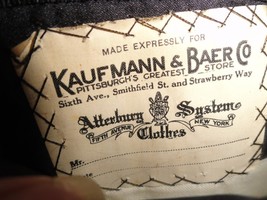 MADE EXPRESSLY FOR
KAUFMANN & BAER CO
PITTSBURGH'S GREATEST STORE
Sixth Ave., Smithfield St. and Strawberry Way
Atterbury System
FIFTH AVENUE NEW YORK
Clothes
Mr.